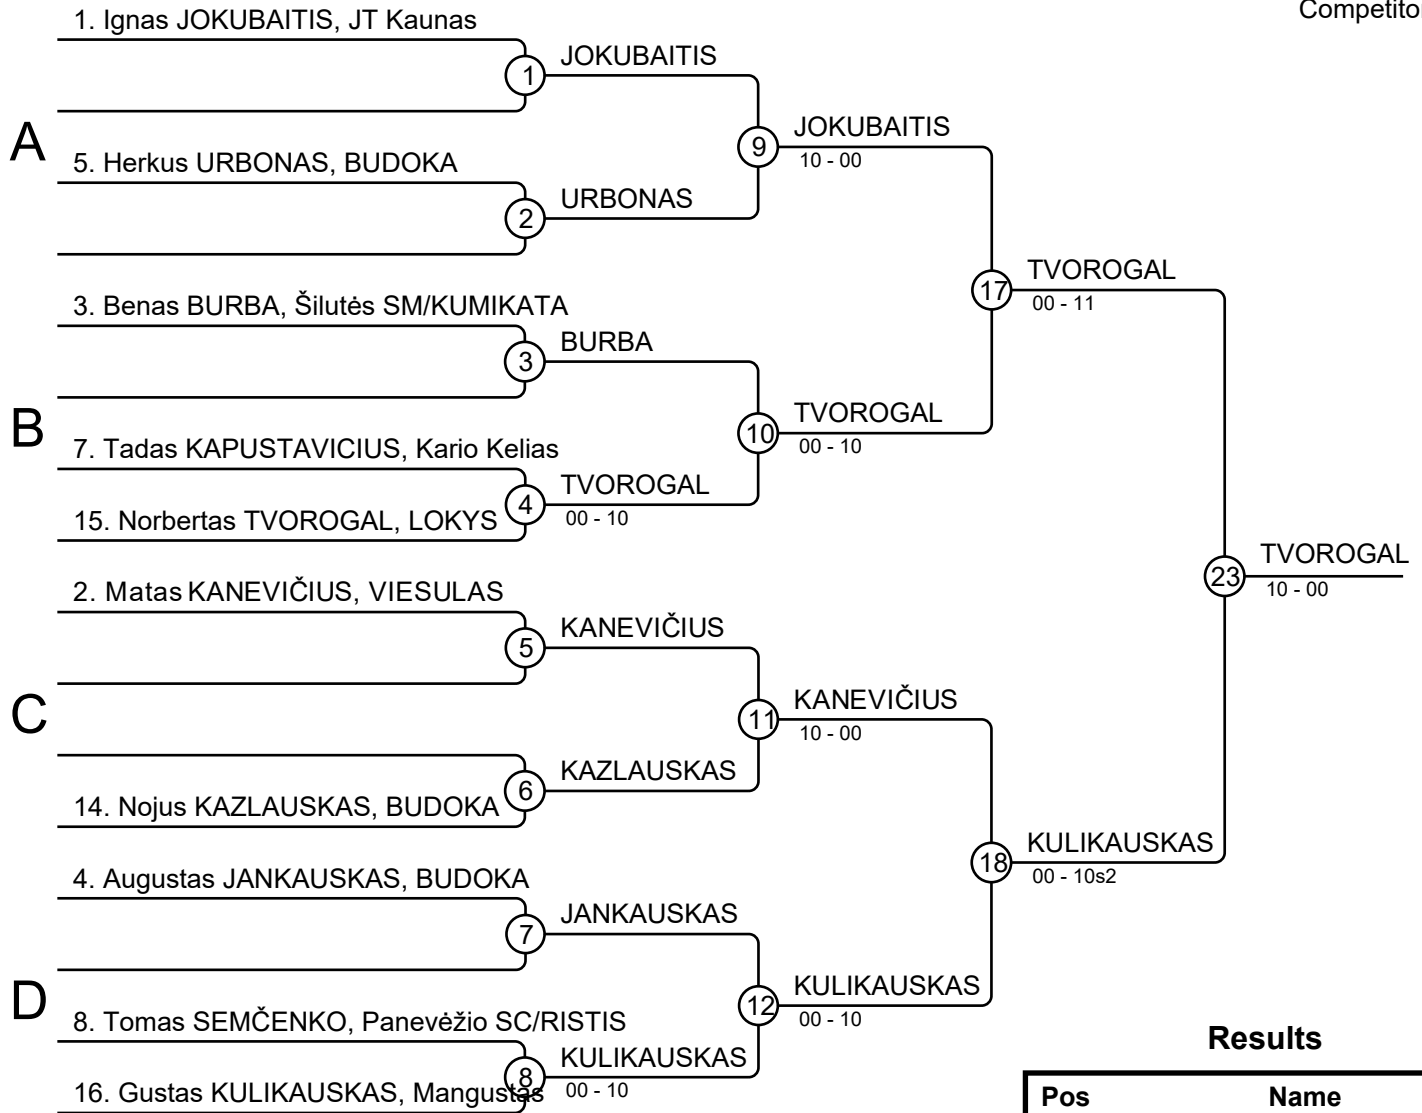 Competitor
1. Ignas JOKUBAITIS, JT Kaunas
1
JOKUBAITIS
A
9
JOKUBAITIS
10 - 00
5. Herkus URBONAS, BUDOKA
2
URBONAS
17
TVOROGAL
00 - 11
3. Benas BURBA, Šilutės SM/KUMIKATA
3
BURBA
B
10
TVOROGAL
00 - 10
7. Tadas KAPUSTAVICIUS, Kario Kelias
4
TVOROGAL
00 - 10
15. Norbertas TVOROGAL, LOKYS
23
TVOROGAL
10 - 00
2. Matas KANEVIČIUS, VIESULAS
5
KANEVIČIUS
C
11
KANEVIČIUS
10 - 00
6
KAZLAUSKAS
14. Nojus KAZLAUSKAS, BUDOKA
18
KULIKAUSKAS
00 - 10s2
4. Augustas JANKAUSKAS, BUDOKA
7
JANKAUSKAS
D
12
KULIKAUSKAS
00 - 10
8. Tomas SEMČENKO, Panevėžio SC/RISTIS
8
KULIKAUSKAS
00 - 10
16. Gustas KULIKAUSKAS, Mangustas
Results
Pos Name